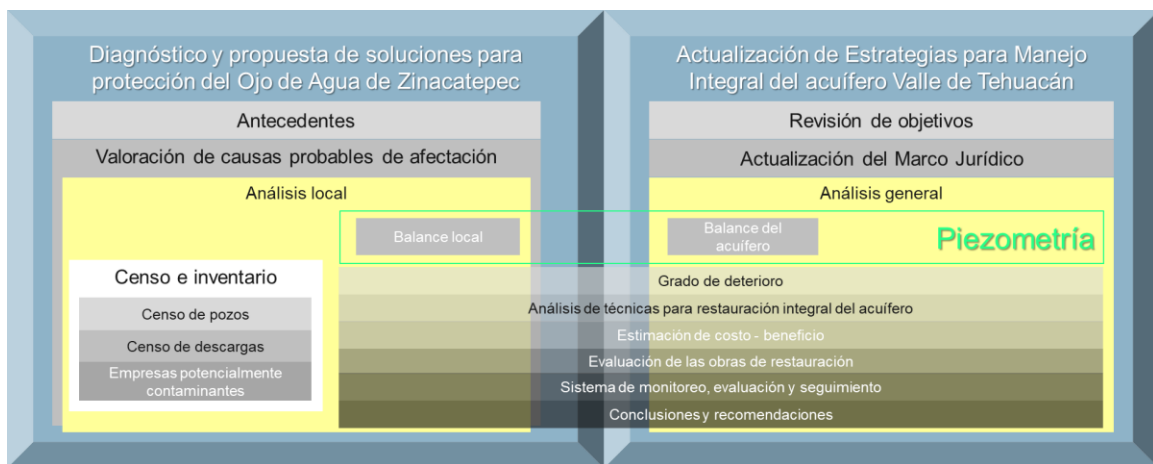 Diagnóstico y propuesta de soluciones para
protección del Ojo de Agua de Zinacatepec
Antecedentes
Valoración de causas probables de afectación
Análisis local
Balance local
Censo e inventario
Censo de pozos
Censo de descargas
Empresas potencialmente
contaminantes
Actualización de Estrategias para Manejo
Integral del acuífero Valle de Tehuacán
Revisión de objetivos
Actualización del Marco Jurídico
Análisis general
Balance del
acuífero
Piezometría
Grado de deterioro
Análisis de técnicas para restauración integral del acuífero
Estimación de costo - beneficio
Evaluación de las obras de restauración
Sistema de monitoreo, evaluación y seguimiento
Conclusiones y recomendaciones